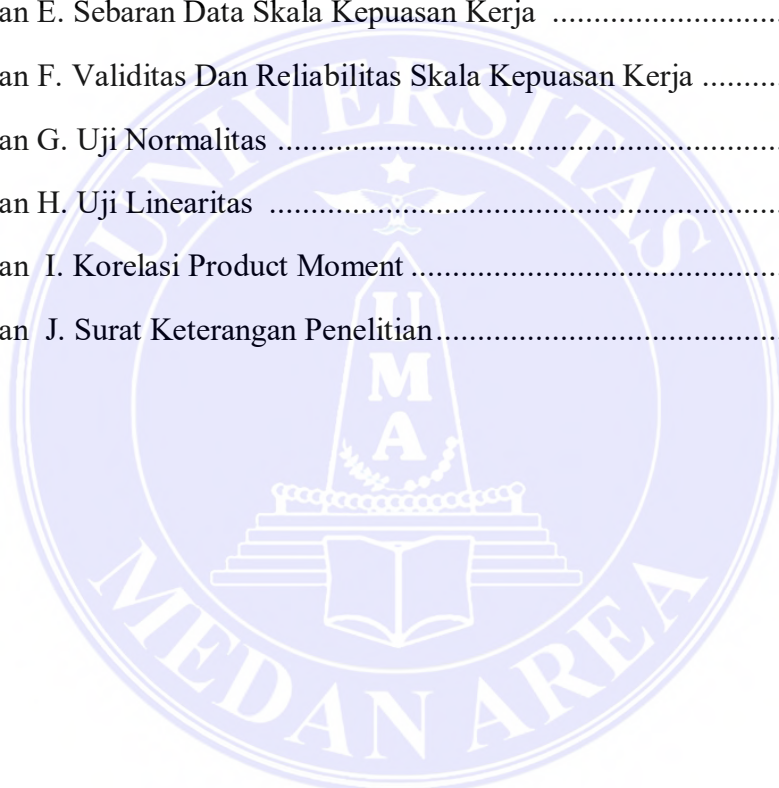 an E. Sebaran Data Skala Kepuasan Kerja ................................
an F. Validitas Dan Reliabilitas Skala Kepuasan Kerja ..........
an G. Uji Normalitas ................................................................
an H. Uji Linearitas ................................................................
an I. Korelasi Product Moment ................................................
an J. Surat Keterangan Penelitian............................................
UNIVERSITAS
U
M
A
MEDAN AREA